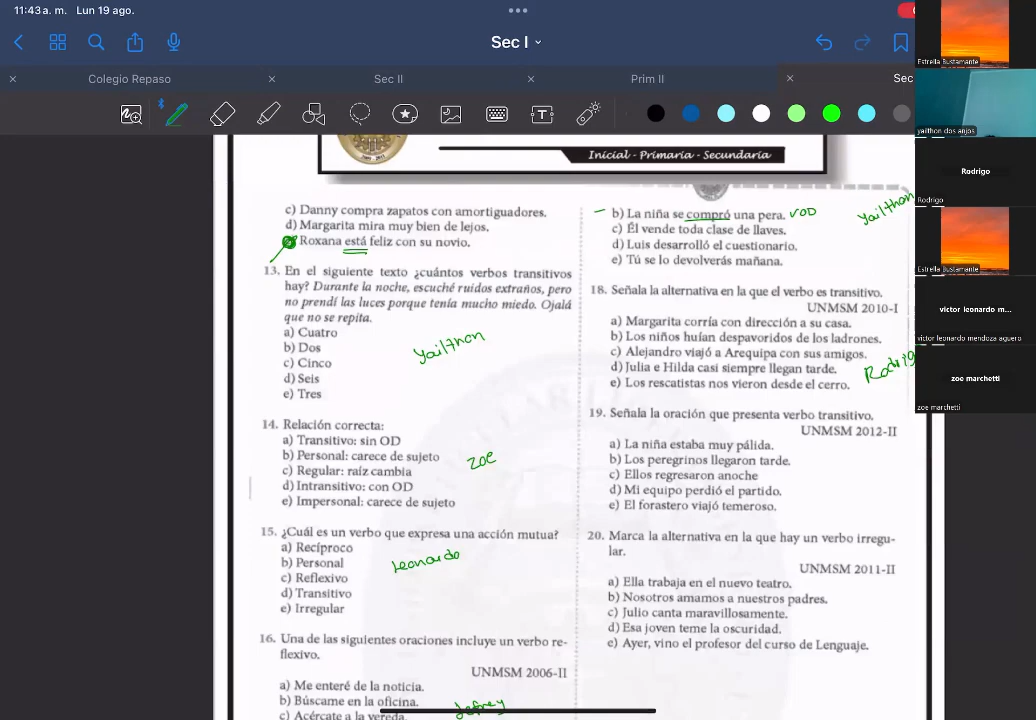 11:43 a. m. Lun 19 ago.
Sec I
Colegio Repaso
Sec II
Prim II
Sec
Inicial - Primaria - Secundaria
c) Danny compra zapatos con amortiguadores.
d) Margarita mira muy bien de lejos.
Roxana está feliz con su novio.
13. En el siguiente texto ¿cuántos verbos transitivos
hay? Durante la noche, escuché ruidos extraños, pero
no prendí las luces porque tenía mucho miedo. Ojalá
que no se repita.
a) Cuatro
b) Dos
c) Cinco
d) Seis
e) Tres
Yailthon
14. Relación correcta:
a) Transitivo: sin OD
b) Personal: carece de sujeto
c) Regular: raíz cambia
d) Intransitivo: con OD
e) Impersonal: carece de sujeto
zoe
15. ¿Cuál es un verbo que expresa una acción mutua?
a) Recíproco
b) Personal
c) Reflexivo
d) Transitivo
e) Irregular
Leonardo
16. Una de las siguientes oraciones incluye un verbo re-
flexivo.
UNMSM 2006-II
a) Me enteré de la noticia.
b) Búscame en la oficina.
c) Acércate a la vereda.
Jefrey
b) La niña se compró una pera. VOD
c) Él vende toda clase de llaves.
d) Luis desarrolló el cuestionario.
e) Tú se lo devolverás mañana.
Yailthon
18. Señala la alternativa en la que el verbo es transitivo.
UNMSM 2010-I
a) Margarita corría con dirección a su casa.
b) Los niños huían despavoridos de los ladrones.
c) Alejandro viajó a Arequipa con sus amigos.
d) Julia e Hilda casi siempre llegan tarde.
e) Los rescatistas nos vieron desde el cerro.
Rodrig
19. Señala la oración que presenta verbo transitivo.
UNMSM 2012-II
a) La niña estaba muy pálida.
b) Los peregrinos llegaron tarde.
c) Ellos regresaron anoche
d) Mi equipo perdió el partido.
e) El forastero viajó temeroso.
20. Marca la alternativa en la que hay un verbo irregu-
lar.
UNMSM 2011-II
a) Ella trabaja en el nuevo teatro.
b) Nosotros amamos a nuestros padres.
c) Julio canta maravillosamente.
d) Esa joven teme la oscuridad.
e) Ayer, vino el profesor del curso de Lenguaje.
Estrella Bustamante
yailthon dos anjos
Rodrigo
Rodrigo
Estrella Bustamante
victor leonardo m...
victor leonardo mendoza aguero
zoe marchetti
zoe marchetti